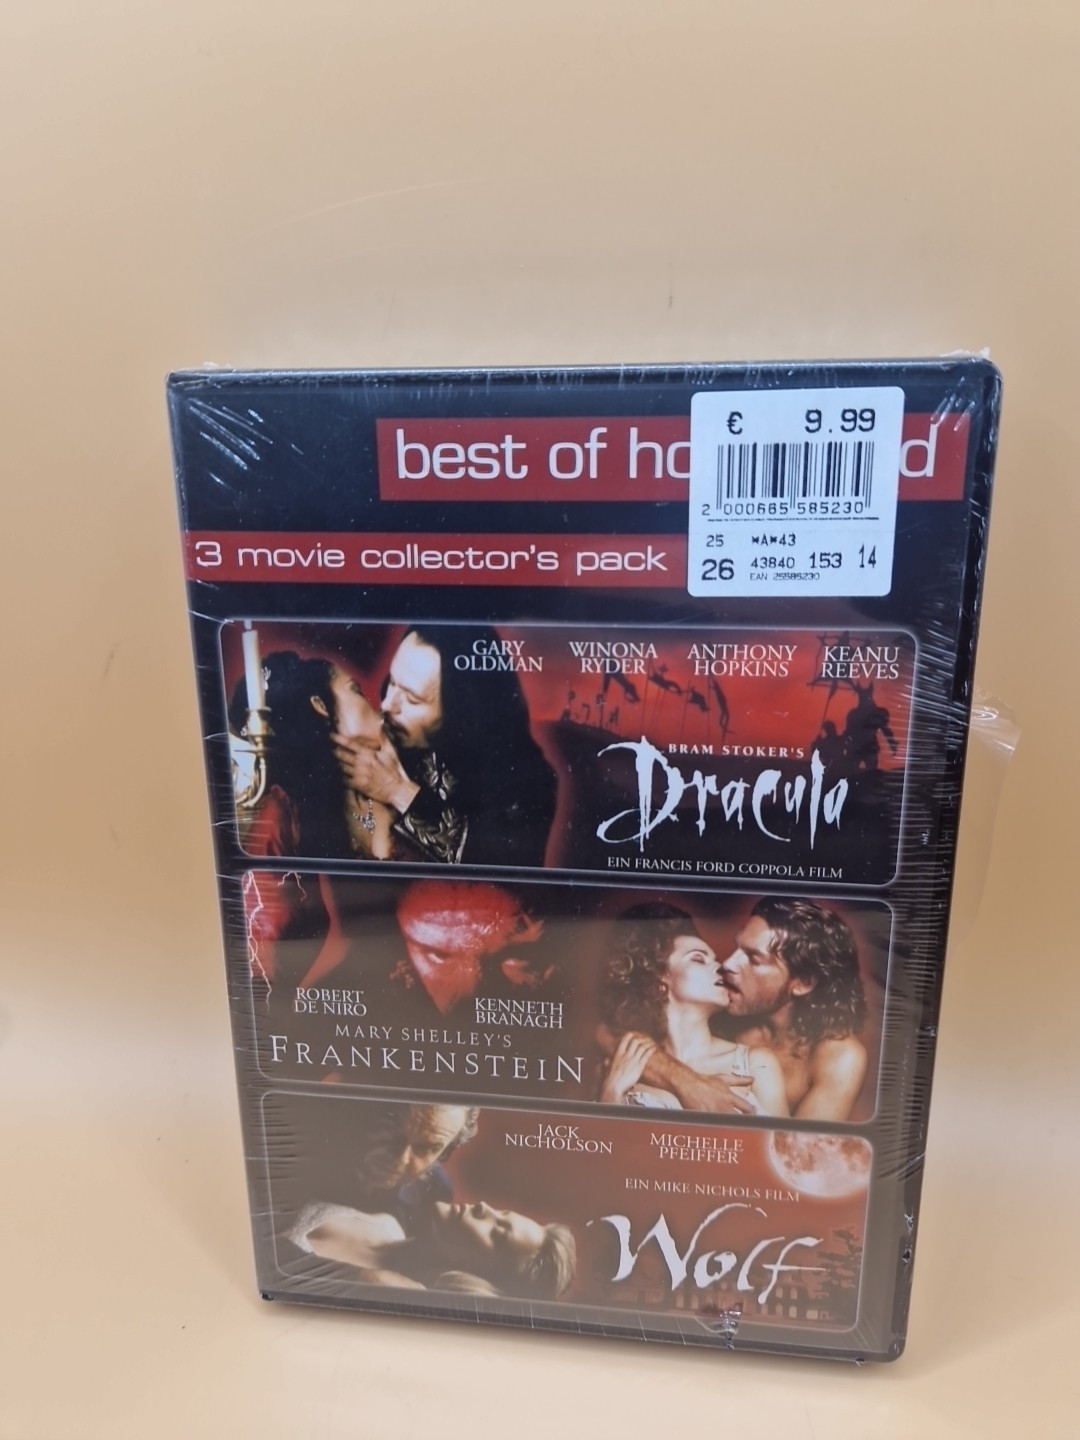 € 9.99
best of ho d
2 000665 585230
25 *A*43
26 43840 153 14
EAN 25585230
3 movie collector's pack
GARY OLDMAN
WINONA RYDER
ANTHONY HOPKINS
KEANU REEVES
BRAM STOKER'S
Dracula
EIN FRANCIS FORD COPPOLA FILM
ROBERT DE NIRO
KENNETH BRANAGH
MARY SHELLEY'S
FRANKENSTEIN
JACK NICHOLSON
MICHELLE PFEIFFER
EIN MIKE NICHOLS FILM
Wolf